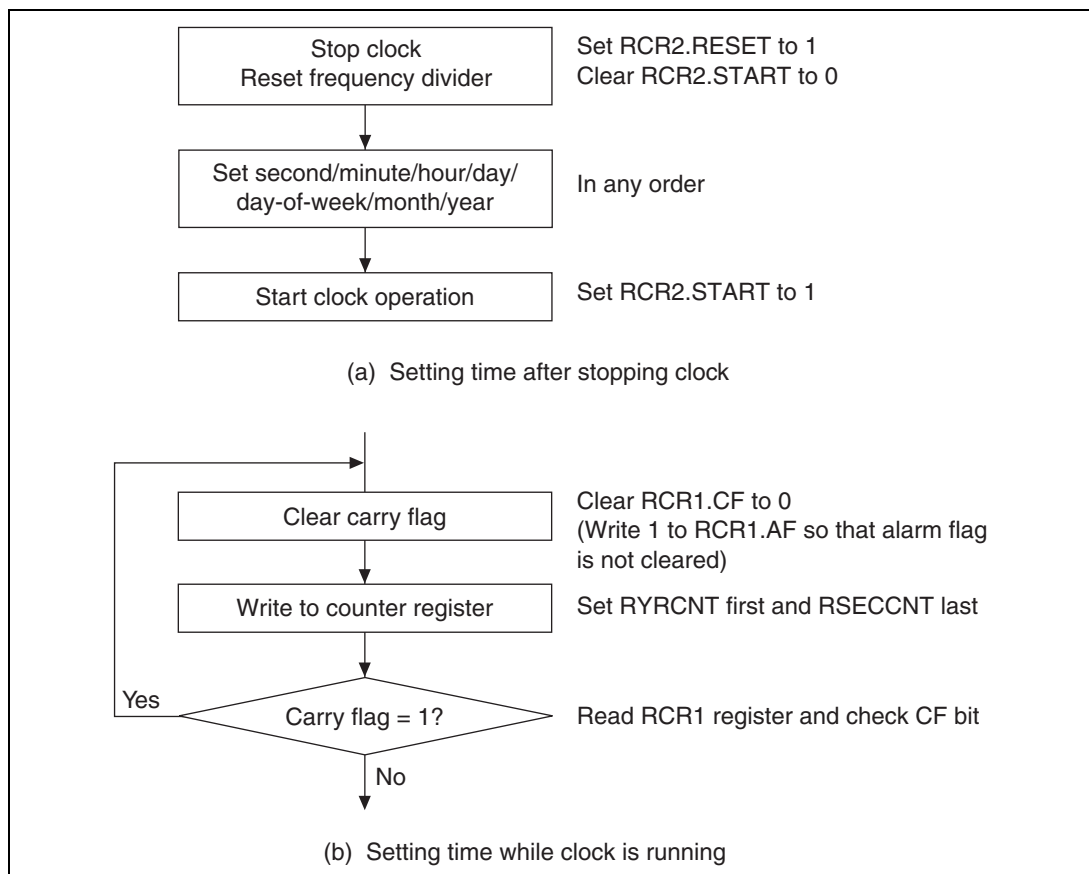 Stop clock
Reset frequency divider
Set RCR2.RESET to 1
Clear RCR2.START to 0
Set second/minute/hour/day/
day-of-week/month/year
In any order
Start clock operation
Set RCR2.START to 1
(a) Setting time after stopping clock
Clear carry flag
Clear RCR1.CF to 0
(Write 1 to RCR1.AF so that alarm flag
is not cleared)
Write to counter register
Set RYRCNT first and RSECCNT last
Yes
Carry flag = 1?
Read RCR1 register and check CF bit
No
(b) Setting time while clock is running